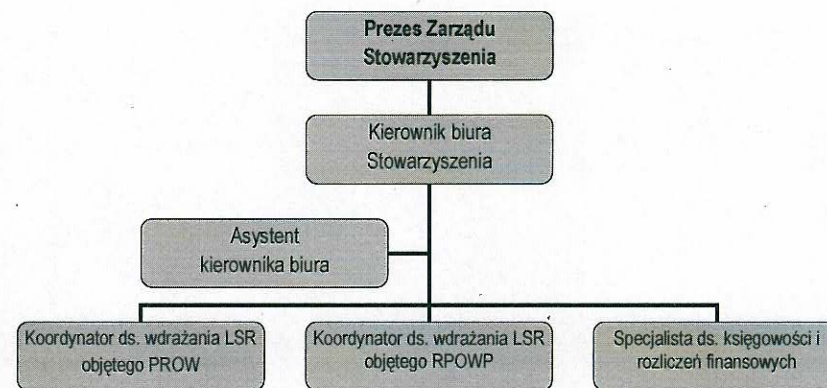 Prezes Zarządu
Stowarzyszenia
Kierownik biura
Stowarzyszenia
Asystent
kierownika biura
Koordynator ds. wdrażania LSR
objętego PROW
Koordynator ds. wdrażania LSR
objętego RPOWP
Specjalista ds. księgowości i
rozliczeń finansowych